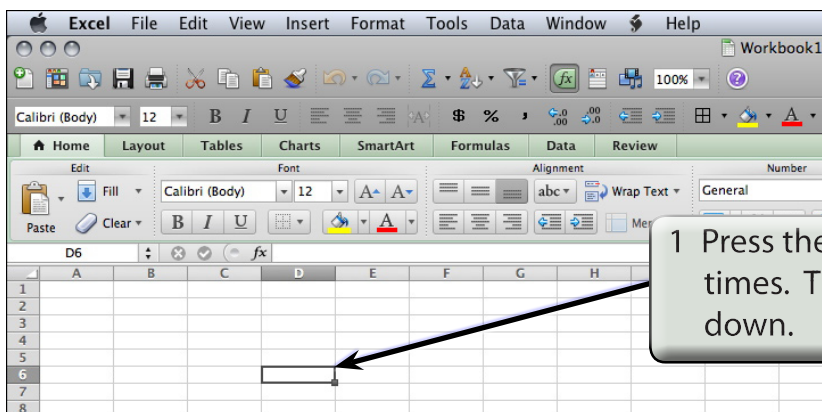 Excel File Edit View Insert Format Tools Data Window Help
Workbook1
100%
Calibri (Body) 12 B I U $ %
Home Layout Tables Charts SmartArt Formulas Data Review
Edit Font Alignment Number
Fill Calibri (Body) 12 A A abc Wrap Text General
Paste Clear B I U A
D6 fx
A B C D E F G H
1
2
3
4
5
6
7
8
1 Press the
times. T
down.